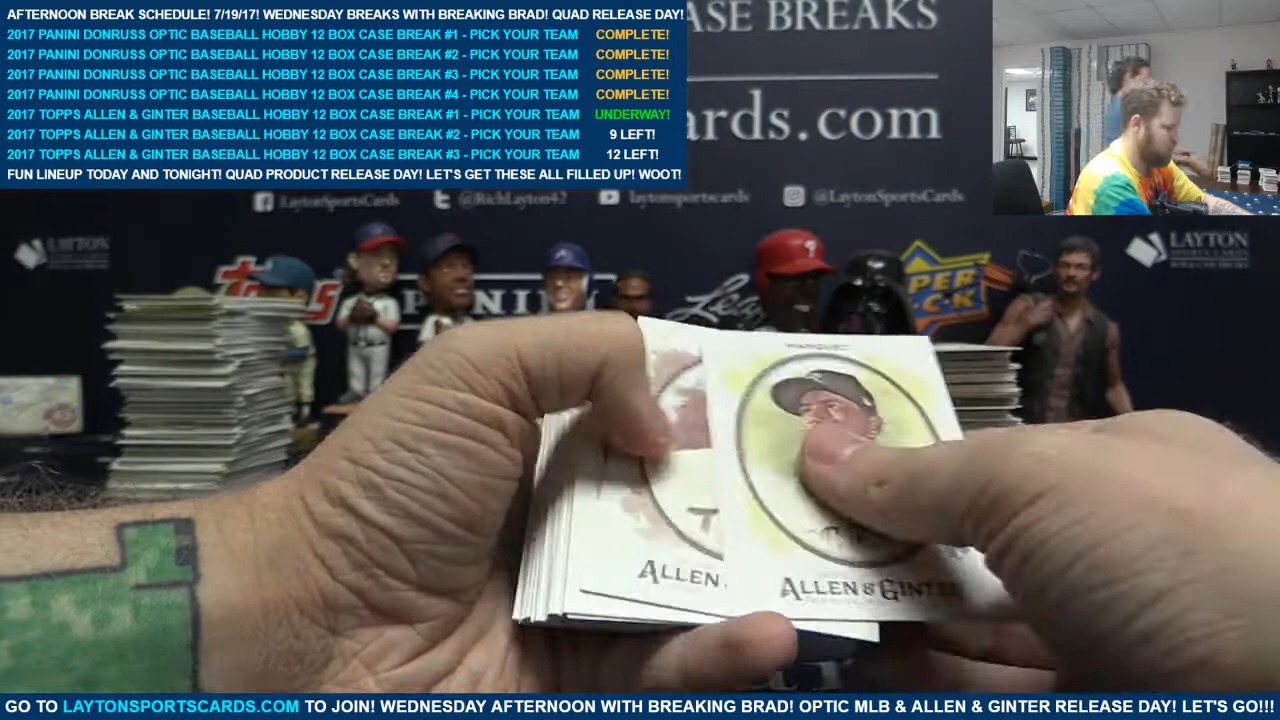 AFTERNOON BREAK SCHEDULE! 7/19/17! WEDNESDAY BREAKS WITH BREAKING BRAD! QUAD RELEASE DAY!
2017 PANINI DONRUSS OPTIC BASEBALL HOBBY 12 BOX CASE BREAK #1 - PICK YOUR TEAM COMPLETE!
2017 PANINI DONRUSS OPTIC BASEBALL HOBBY 12 BOX CASE BREAK #2 - PICK YOUR TEAM COMPLETE!
2017 PANINI DONRUSS OPTIC BASEBALL HOBBY 12 BOX CASE BREAK #3 - PICK YOUR TEAM COMPLETE!
2017 PANINI DONRUSS OPTIC BASEBALL HOBBY 12 BOX CASE BREAK #4 - PICK YOUR TEAM COMPLETE!
2017 TOPPS ALLEN & GINTER BASEBALL HOBBY 12 BOX CASE BREAK #1 - PICK YOUR TEAM UNDERWAY!
2017 TOPPS ALLEN & GINTER BASEBALL HOBBY 12 BOX CASE BREAK #2 - PICK YOUR TEAM 9 LEFT!
2017 TOPPS ALLEN & GINTER BASEBALL HOBBY 12 BOX CASE BREAK #3 - PICK YOUR TEAM 12 LEFT!
FUN LINEUP TODAY AND TONIGHT! QUAD PRODUCT RELEASE DAY! LET'S GET THESE ALL FILLED UP! WOOT!
ASE BREAKS
ards.com
LaytonSportsCards @RichLayton42 laytonsportscards @LaytonSportsCards
LAYTON
LAYTON
Topps PANINI Leaf
ALLEN
ALLEN & GINTE
GO TO LAYTONSPORTSCARDS.COM TO JOIN! WEDNESDAY AFTERNOON WITH BREAKING BRAD! OPTIC MLB & ALLEN & GINTER RELEASE DAY! LET'S GO!!!